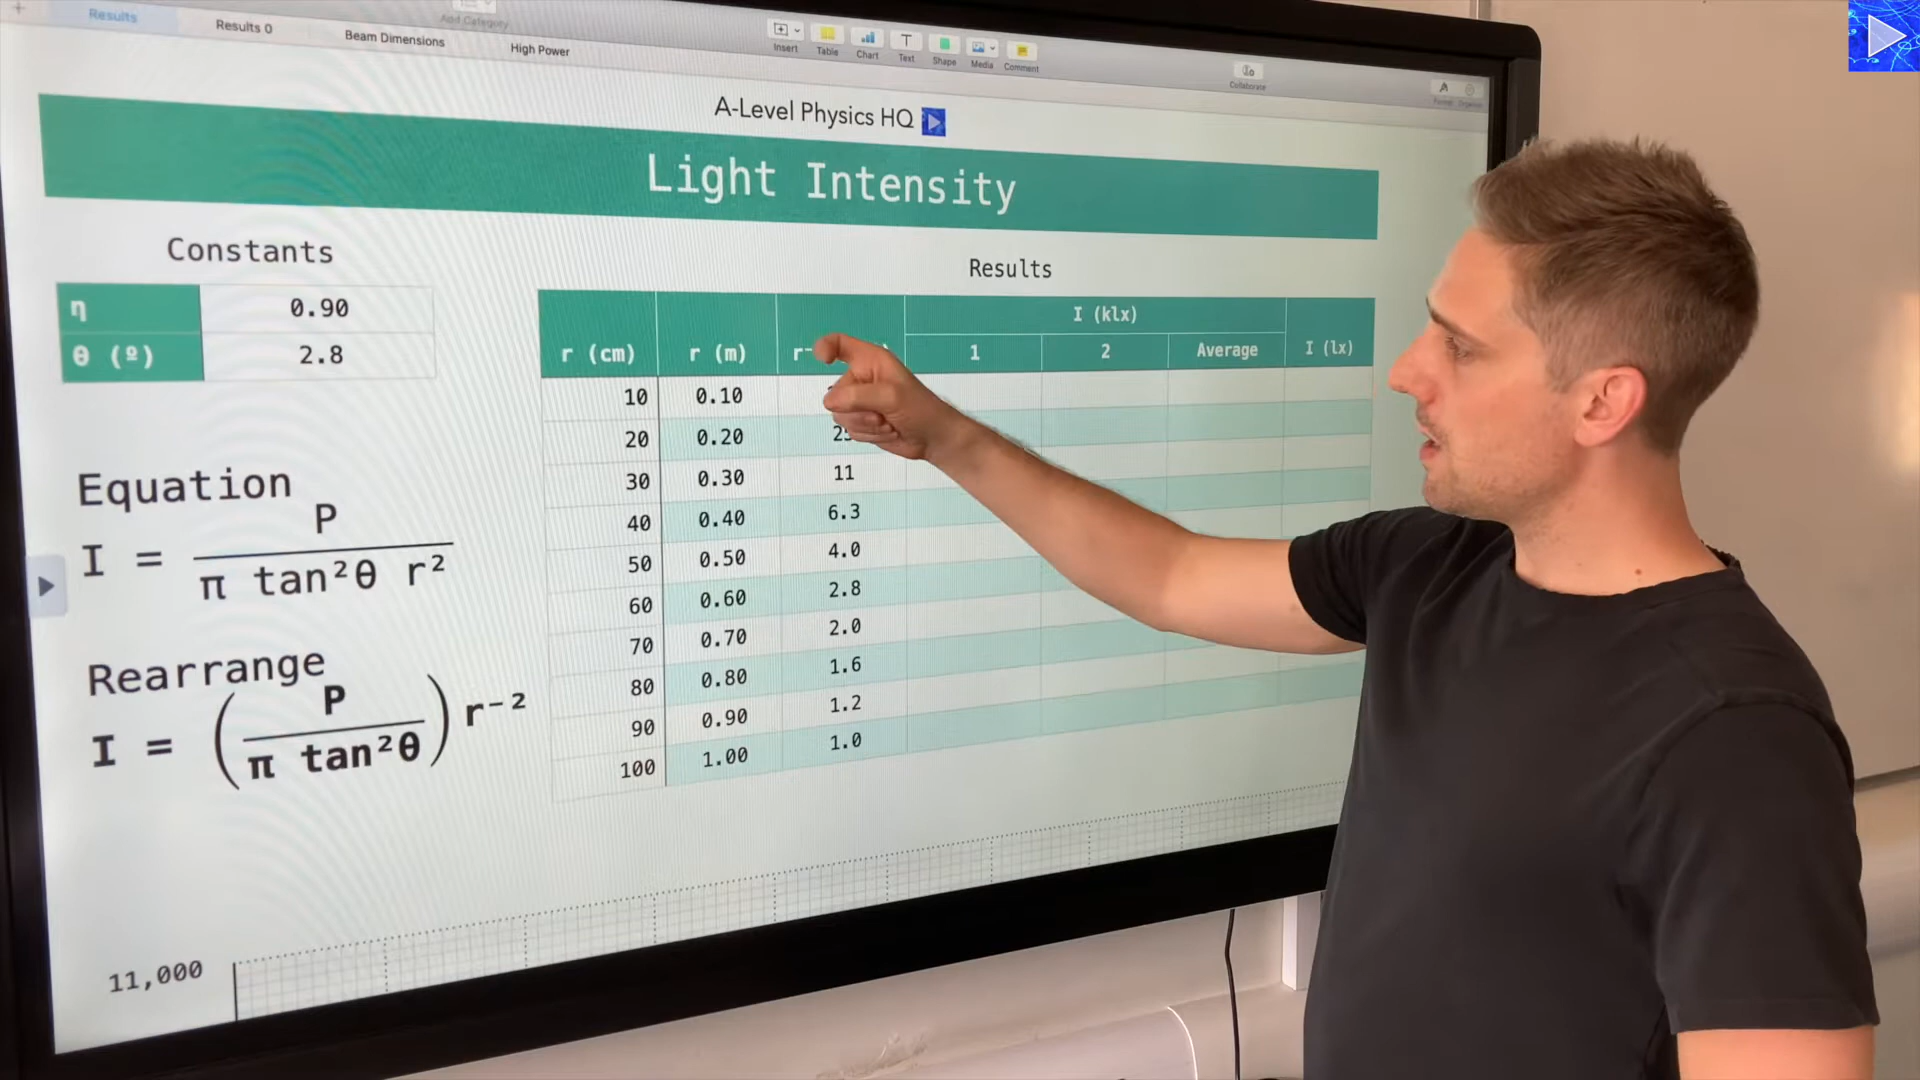 Results
Results 0
Beam Dimensions
High Power
Add Category
Insert
Table
Chart
Text
Shape
Media
Comment
Collaborate
Format
A-Level Physics HQ
Light Intensity
Constants
η 0.90
θ (º) 2.8
Equation
I = P
π tan²θ r²
Rearrange
I = ( P
π tan²θ ) r⁻²
Results
I (klx)
r (cm) r (m) 1 2 Average I (lx)
10 0.10
20 0.20
30 0.30 11
40 0.40 6.3
50 0.50 4.0
60 0.60 2.8
70 0.70 2.0
80 0.80 1.6
90 0.90 1.2
100 1.00 1.0
11,000